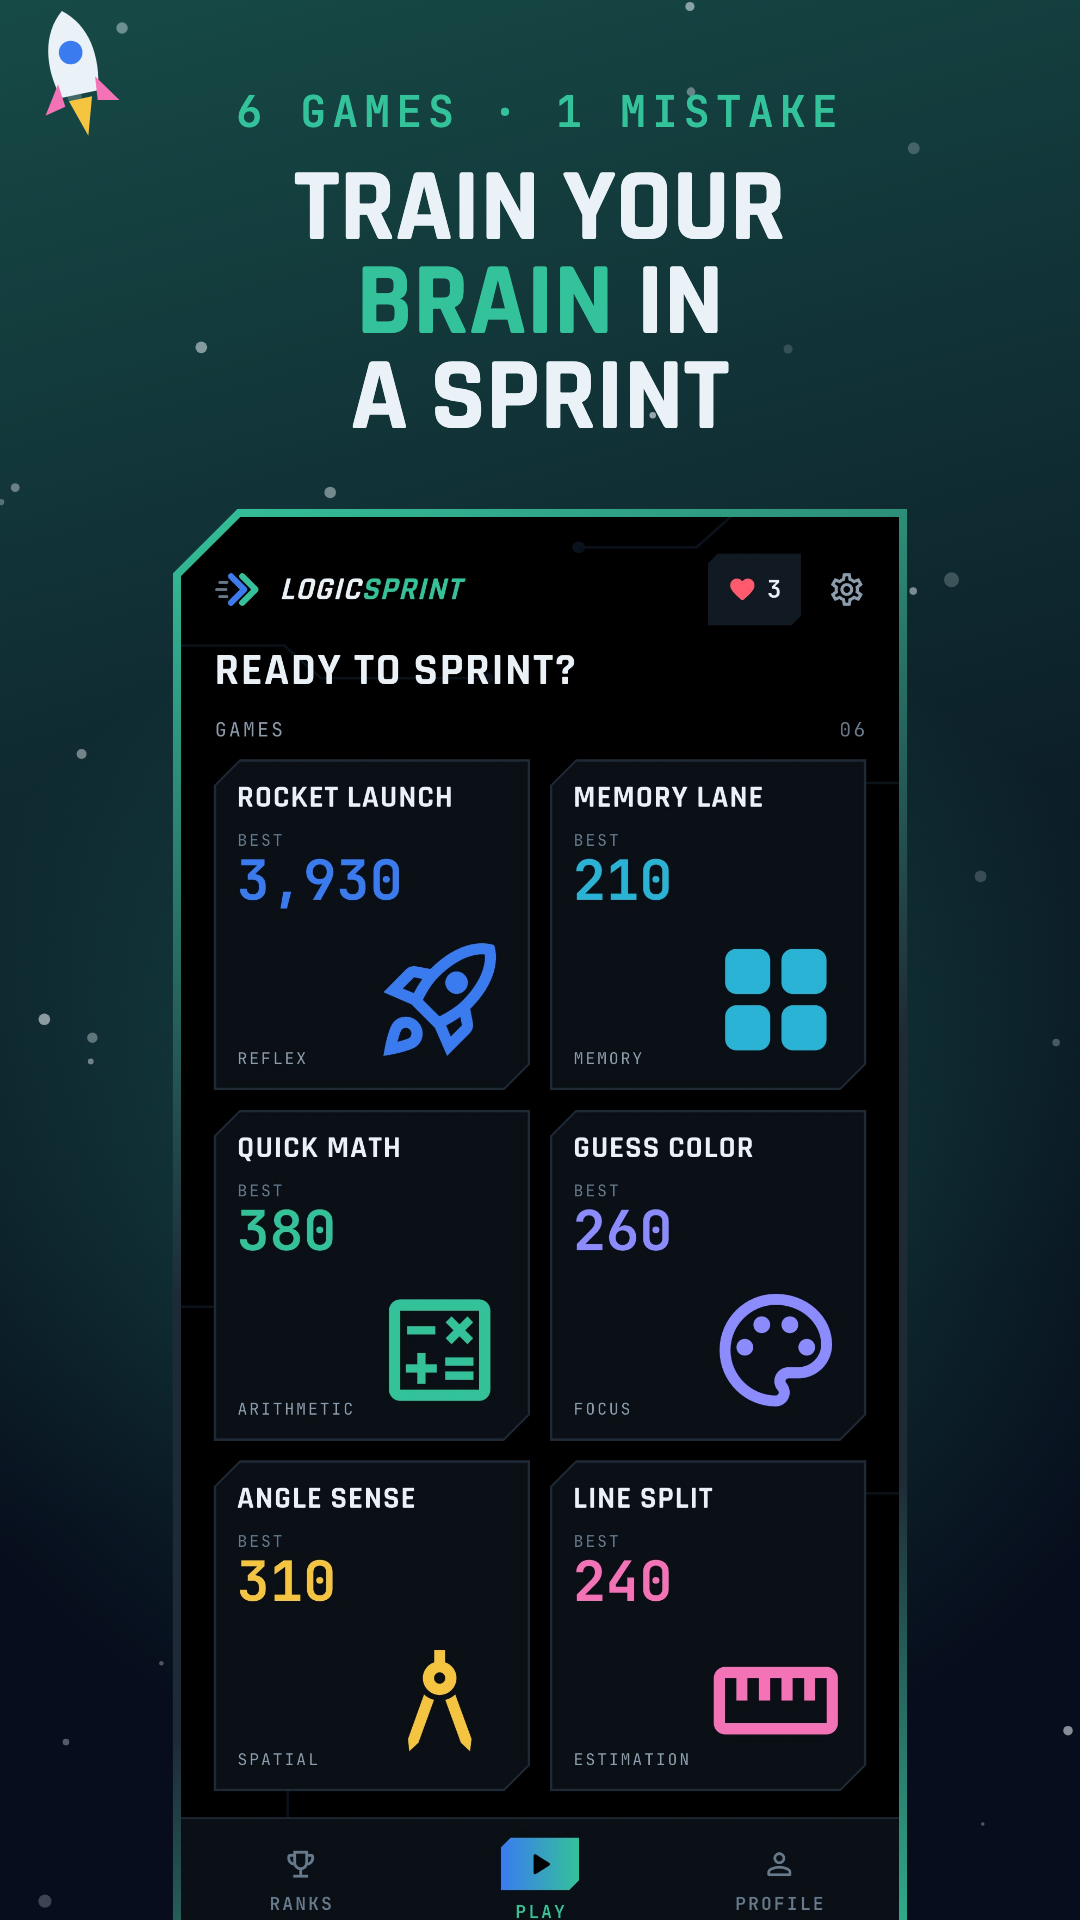 6 GAMES · 1 MISTAKE
TRAIN YOUR
BRAIN IN
A SPRINT
LOGICSPRINT
3
READY TO SPRINT?
GAMES
06
ROCKET LAUNCH
BEST
3,930
REFLEX
MEMORY LANE
BEST
210
MEMORY
QUICK MATH
BEST
380
ARITHMETIC
GUESS COLOR
BEST
260
FOCUS
ANGLE SENSE
BEST
310
SPATIAL
LINE SPLIT
BEST
240
ESTIMATION
RANKS
PLAY
PROFILE